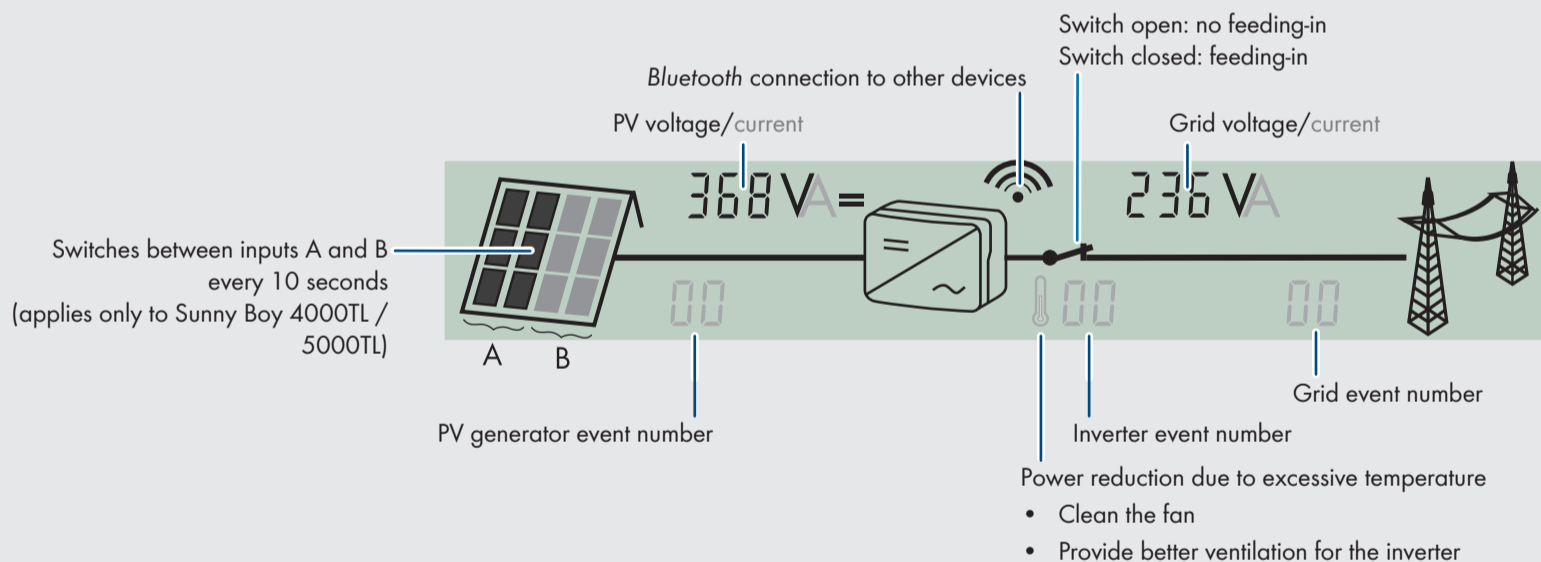 Switch open: no feeding-in
Switch closed: feeding-in
Bluetooth connection to other devices
PV voltage/current
Grid voltage/current
368 VA=
236 VA
Switches between inputs A and B
every 10 seconds
(applies only to Sunny Boy 4000TL /
5000TL)
00
00
00
A
B
Grid event number
PV generator event number
Inverter event number
Power reduction due to excessive temperature
• Clean the fan
• Provide better ventilation for the inverter